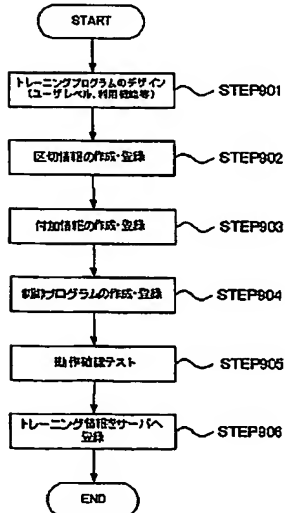 START
トレーニングプログラムのデザイン
(ユーザレベル、利用機器等)
STEP901
区切情報の作成・登録
STEP902
付加情報の作成・登録
STEP903
制御プログラムの作成・登録
STEP904
動作確認テスト
STEP905
トレーニング情報をサーバへ
登録
STEP906
END